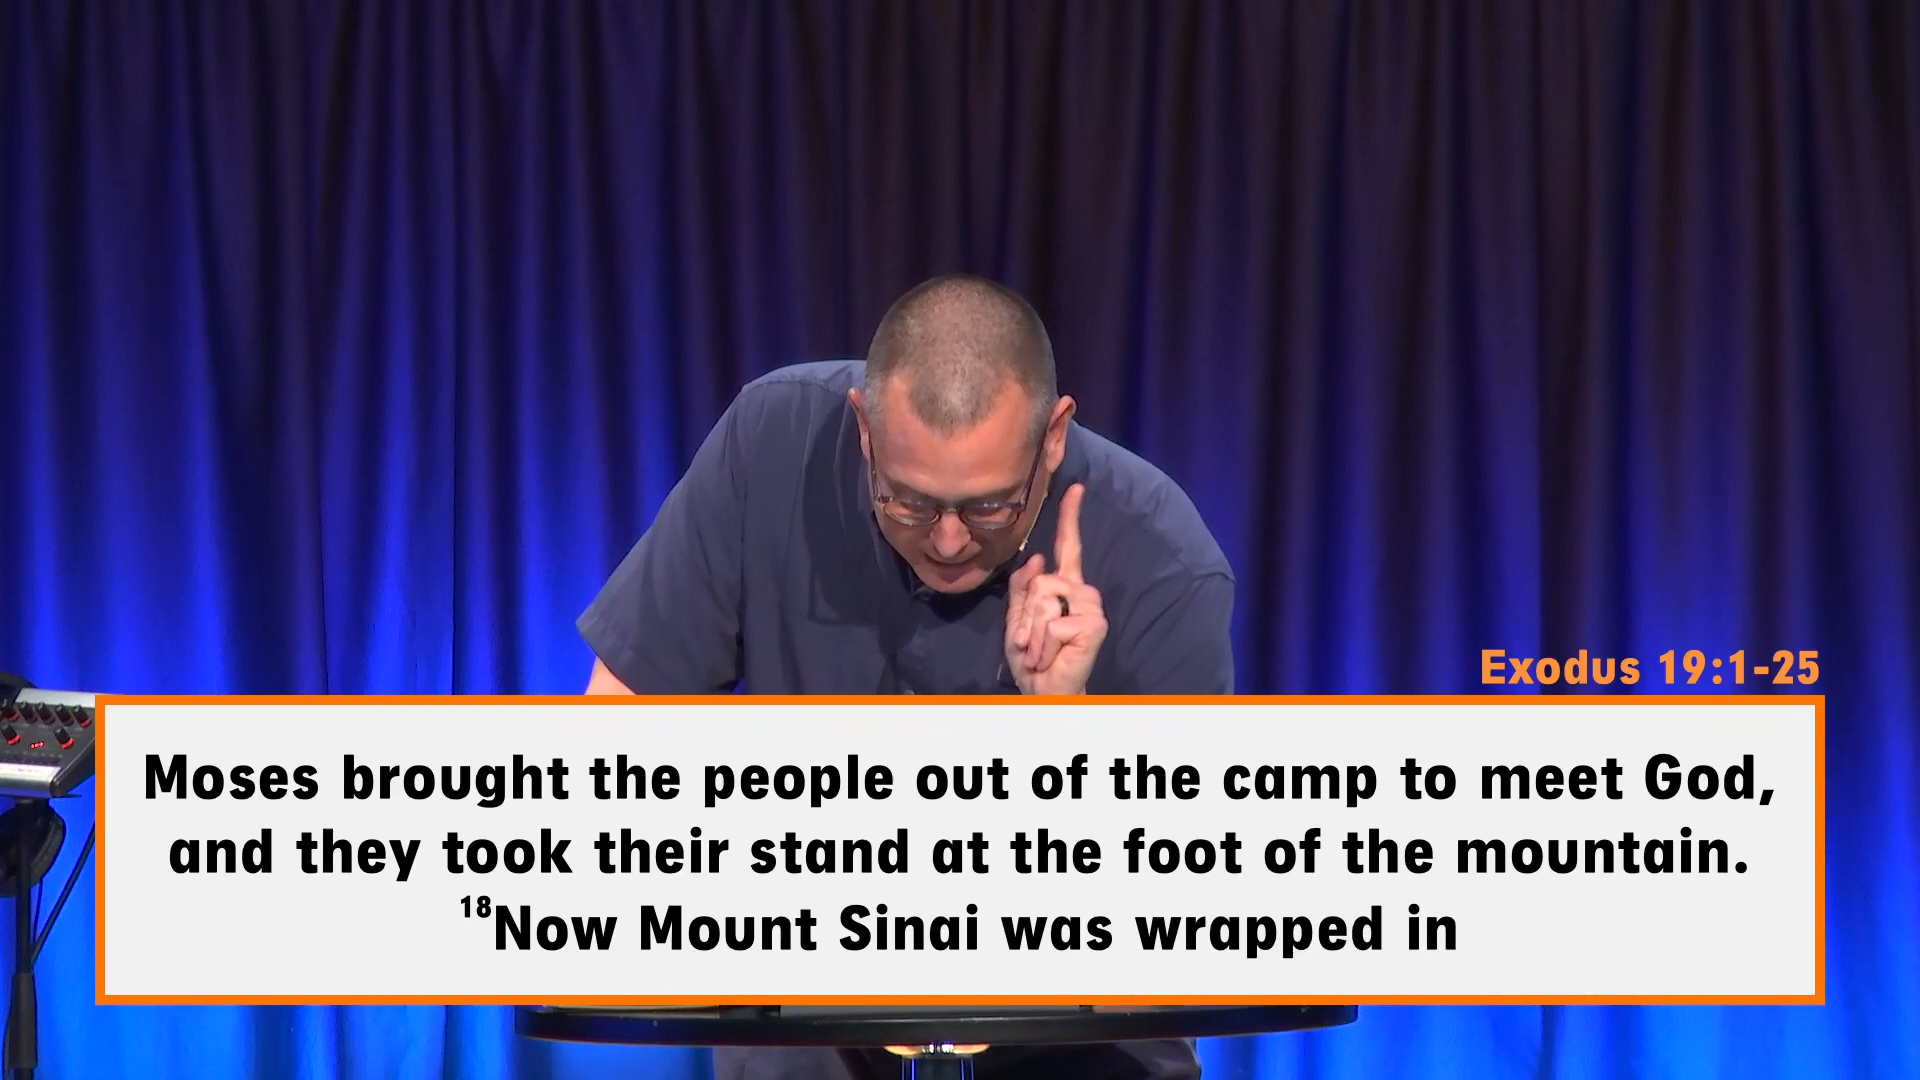 Exodus 19:1-25
Moses brought the people out of the camp to meet God,
and they took their stand at the foot of the mountain.
¹⁸Now Mount Sinai was wrapped in